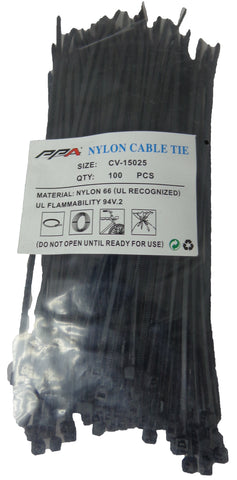 PPA NYLON CABLE TIE
SIZE: CV-15025
QTY: 100 PCS
MATERIAL: NYLON 66 (UL RECOGNIZED)
UL FLAMMABILITY 94V.2
(DO NOT OPEN UNTIL READY FOR USE)